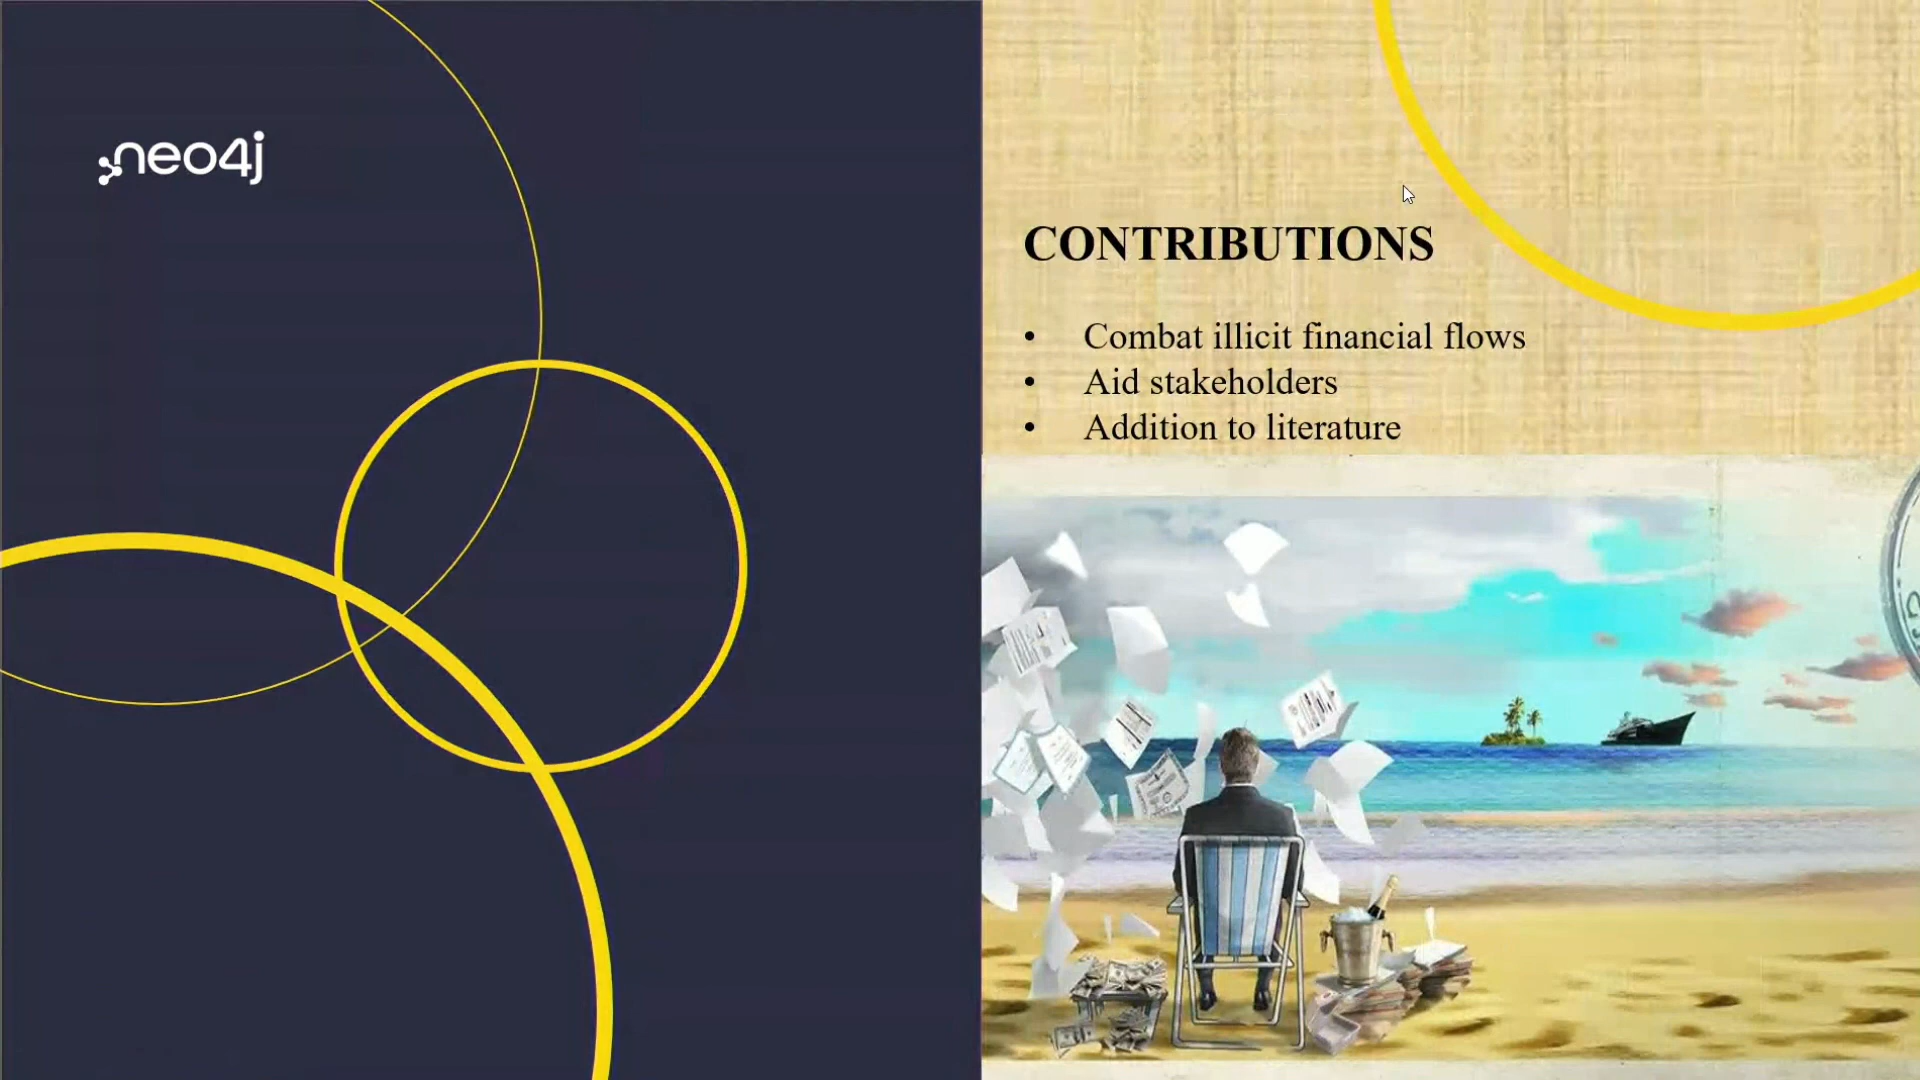 neo4j
CONTRIBUTIONS
• Combat illicit financial flows
• Aid stakeholders
• Addition to literature